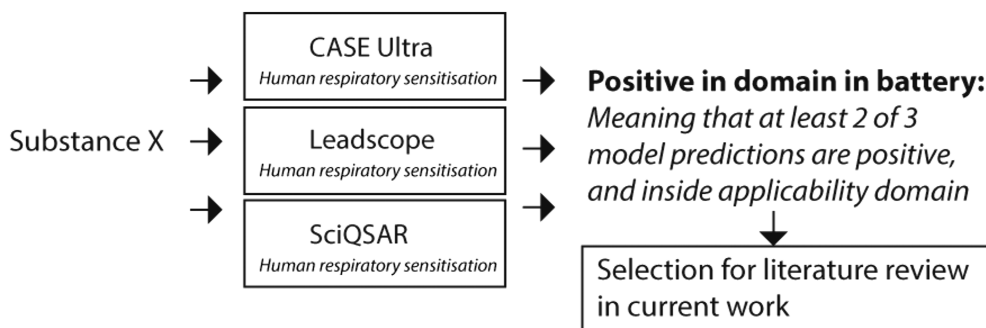 Substance X
CASE Ultra
Human respiratory sensitisation
Leadscope
Human respiratory sensitisation
SciQSAR
Human respiratory sensitisation
Positive in domain in battery:
Meaning that at least 2 of 3
model predictions are positive,
and inside applicability domain
Selection for literature review
in current work